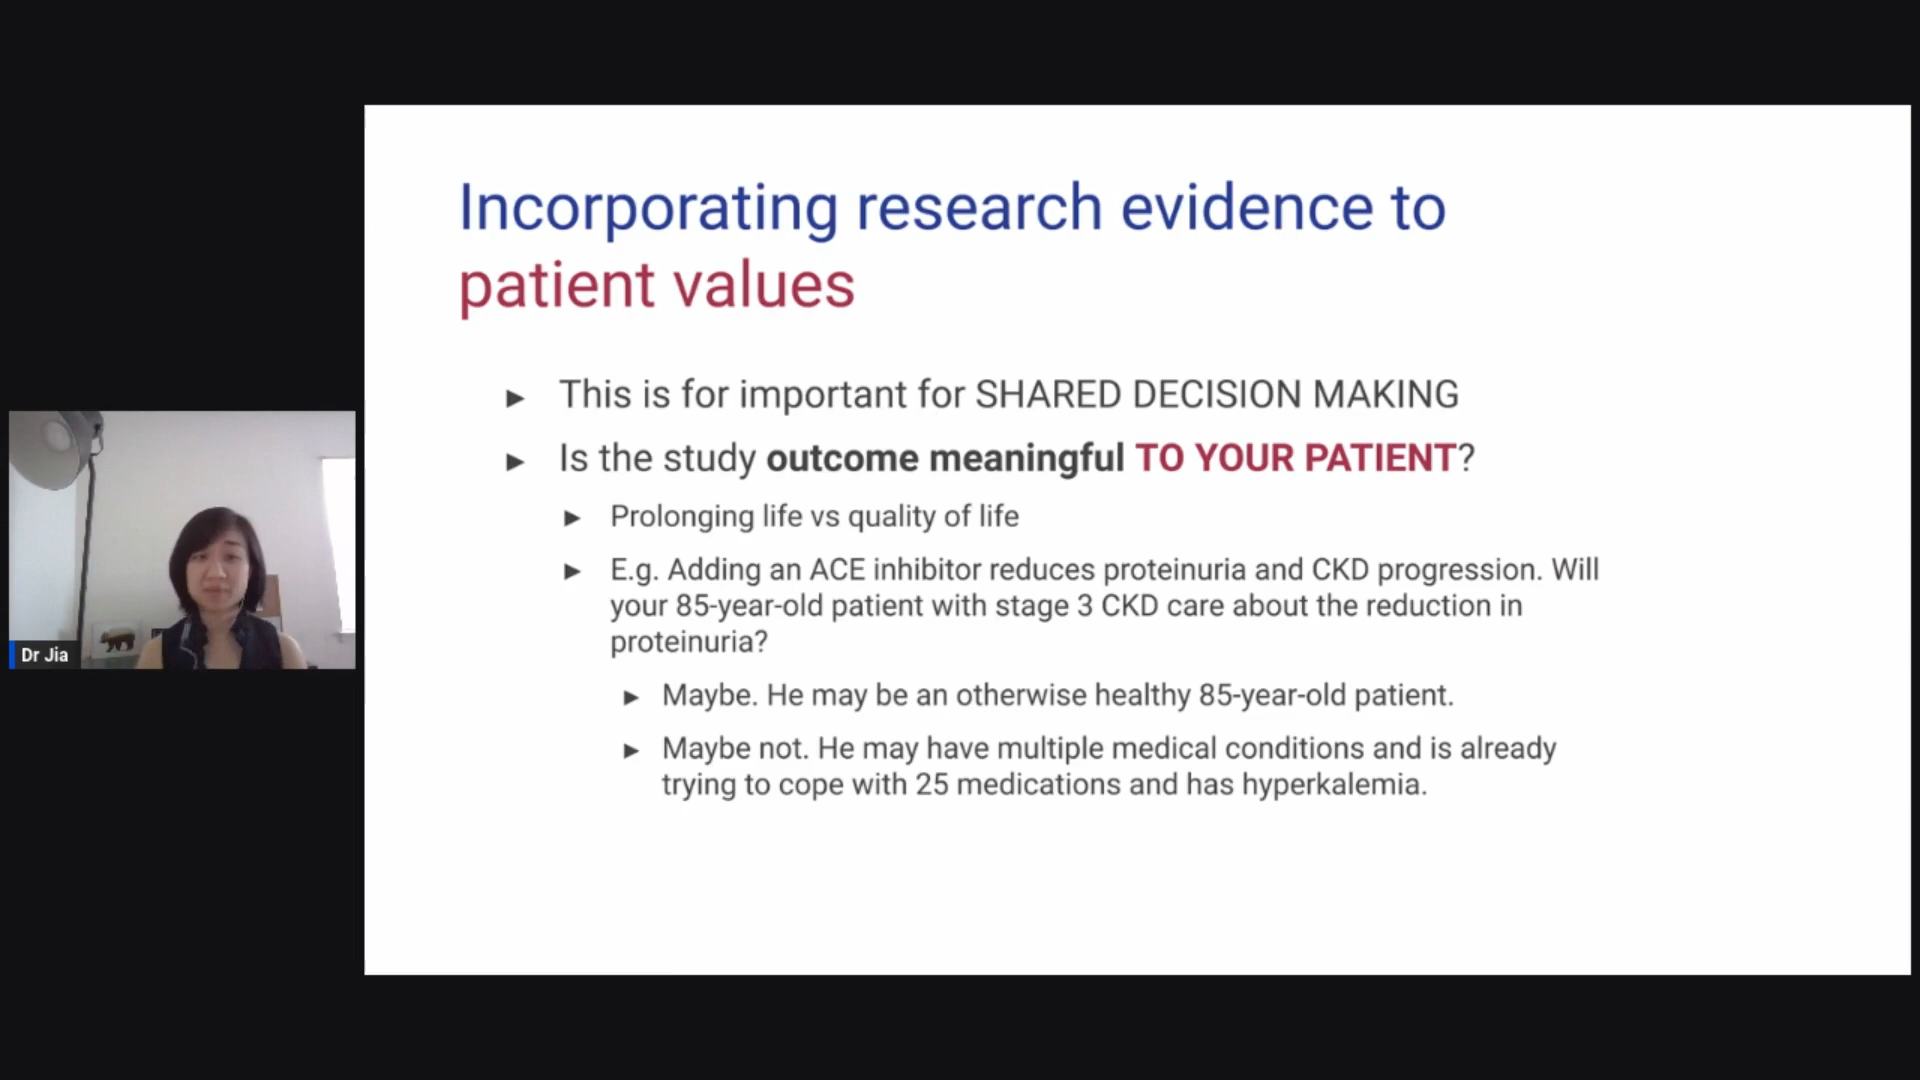 Incorporating research evidence to
patient values
► This is for important for SHARED DECISION MAKING
► Is the study outcome meaningful TO YOUR PATIENT?
► Prolonging life vs quality of life
► E.g. Adding an ACE inhibitor reduces proteinuria and CKD progression. Will
your 85-year-old patient with stage 3 CKD care about the reduction in
proteinuria?
► Maybe. He may be an otherwise healthy 85-year-old patient.
► Maybe not. He may have multiple medical conditions and is already
trying to cope with 25 medications and has hyperkalemia.
Dr Jia